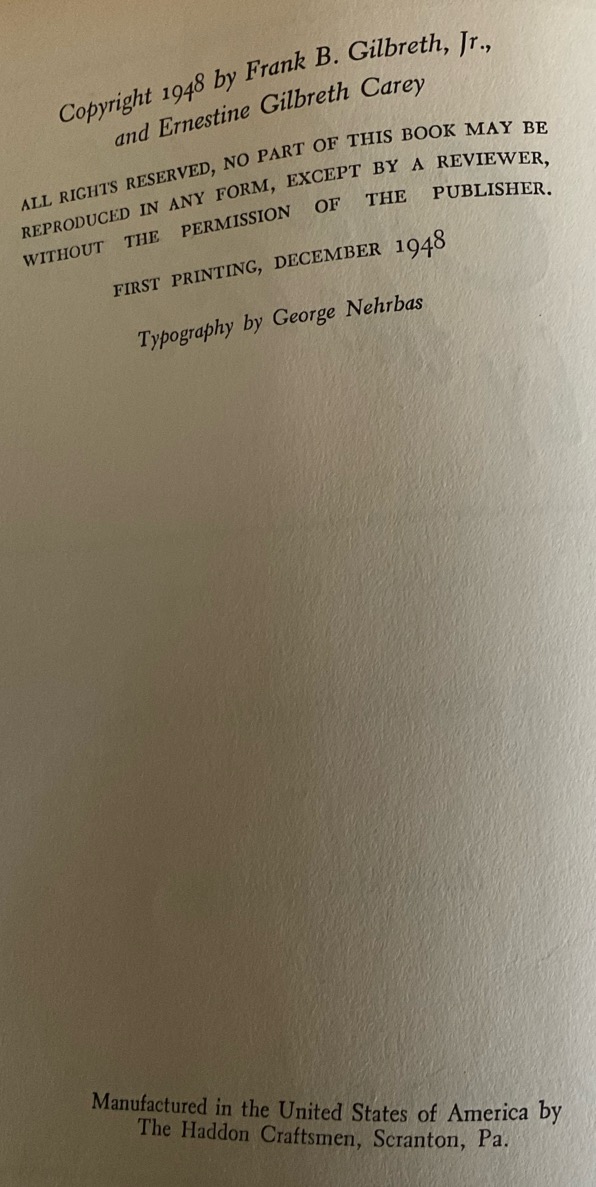 Copyright 1948 by Frank B. Gilbreth, Jr.,
and Ernestine Gilbreth Carey
ALL RIGHTS RESERVED, NO PART OF THIS BOOK MAY BE
REPRODUCED IN ANY FORM, EXCEPT BY A REVIEWER,
WITHOUT THE PERMISSION OF THE PUBLISHER.
FIRST PRINTING, DECEMBER 1948
Typography by George Nehrbas
Manufactured in the United States of America by
The Haddon Craftsmen, Scranton, Pa.